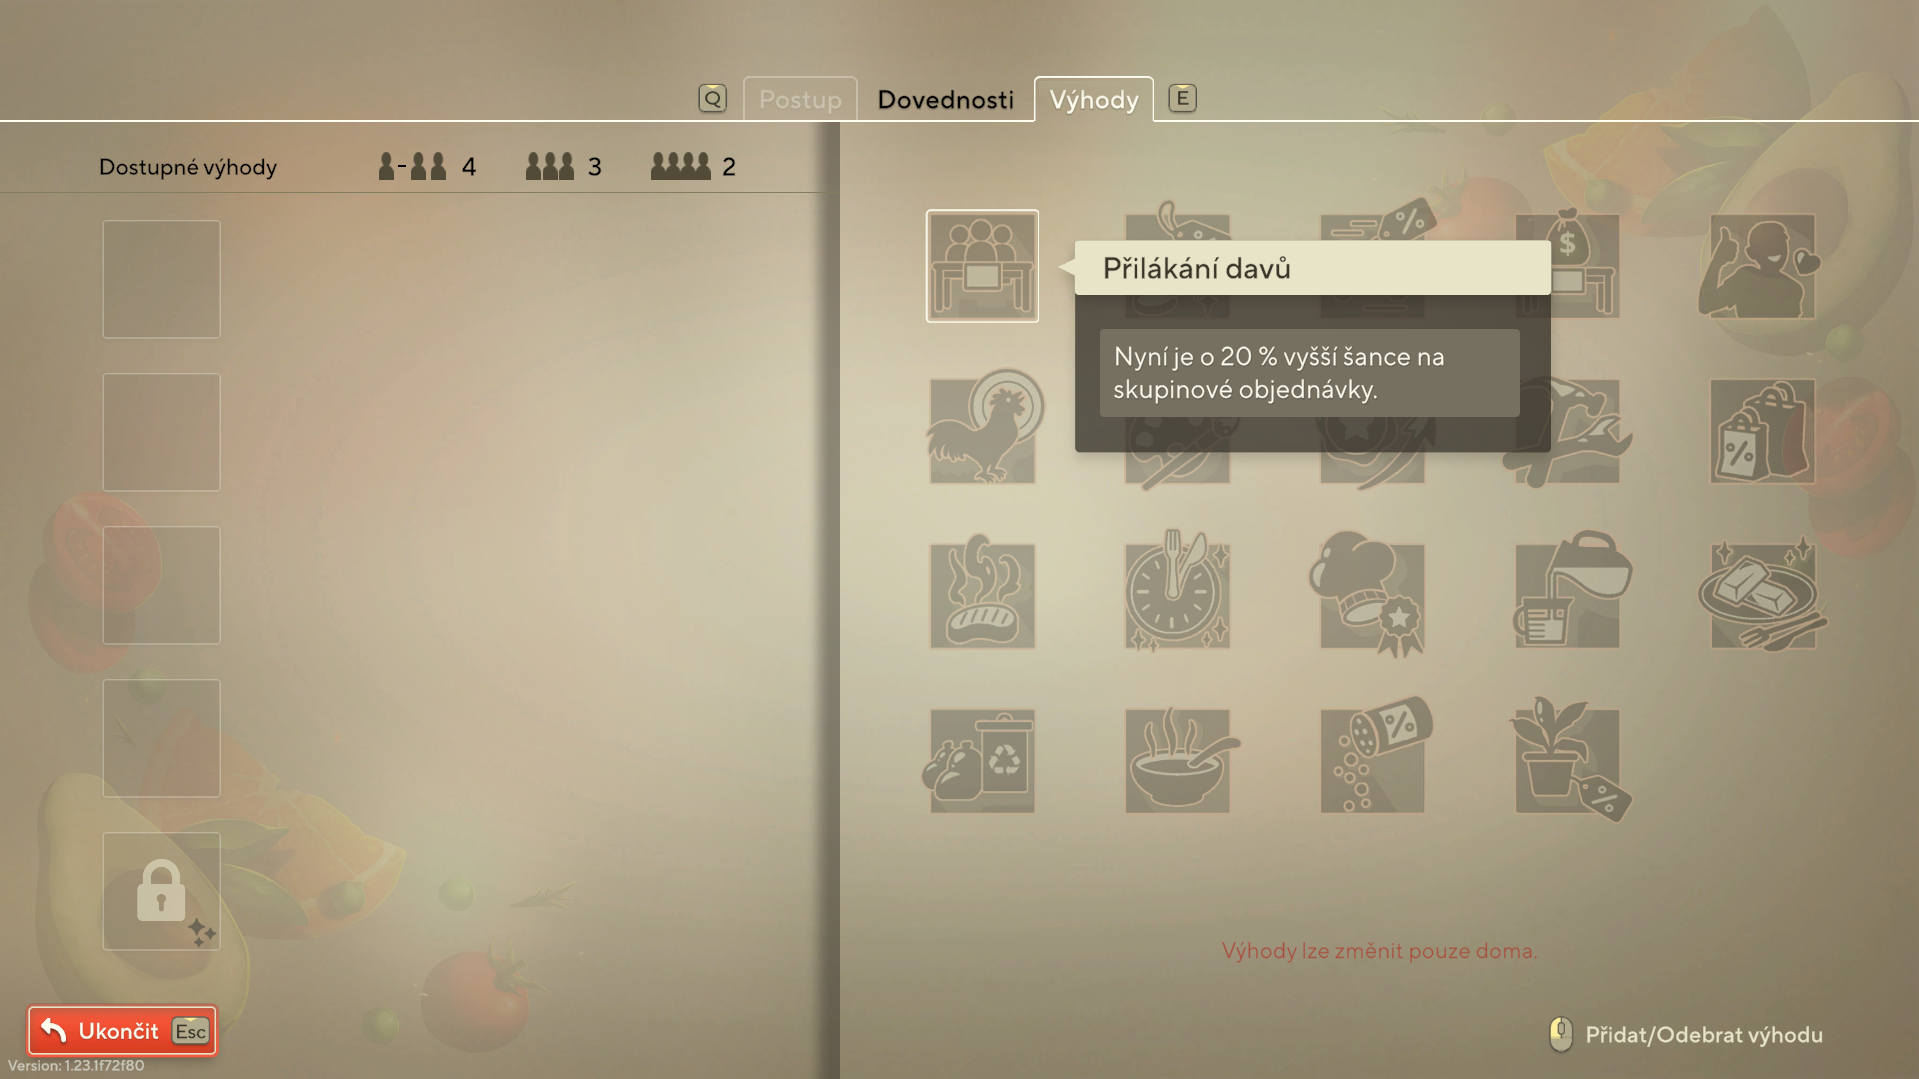 Q Postup Dovednosti Výhody E
Dostupné výhody - 4 3 2
Přilákání davů
Nyní je o 20 % vyšší šance na
skupinové objednávky.
Výhody lze změnit pouze doma.
Ukončit Esc
Přidat/Odebrat výhodu
Version: 1.23.1f72f80